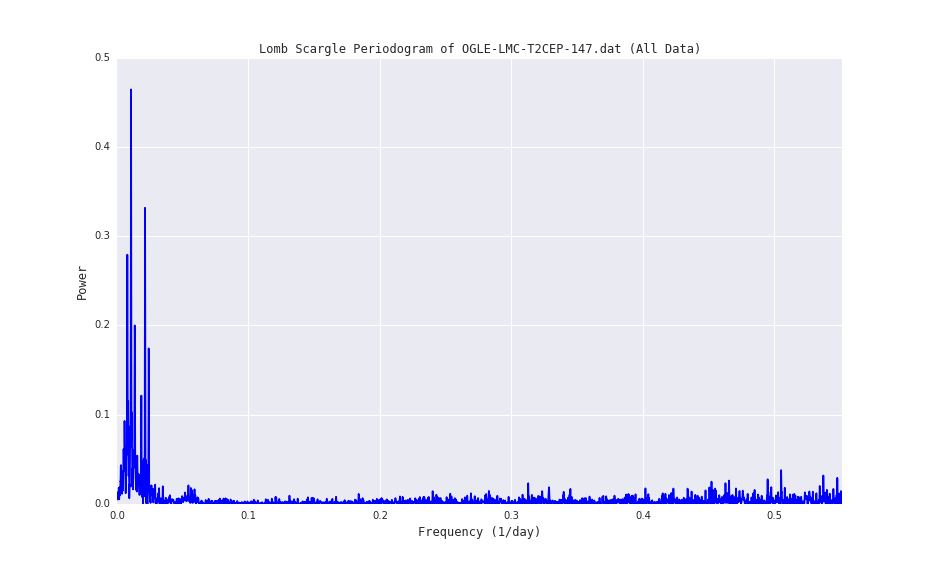 Lomb Scargle Periodogram of OGLE-LMC-T2CEP-147.dat (All Data)
0.5
0.4
0.3
0.2
0.1
0.0
Power
0.0 0.1 0.2 0.3 0.4 0.5
Frequency (1/day)